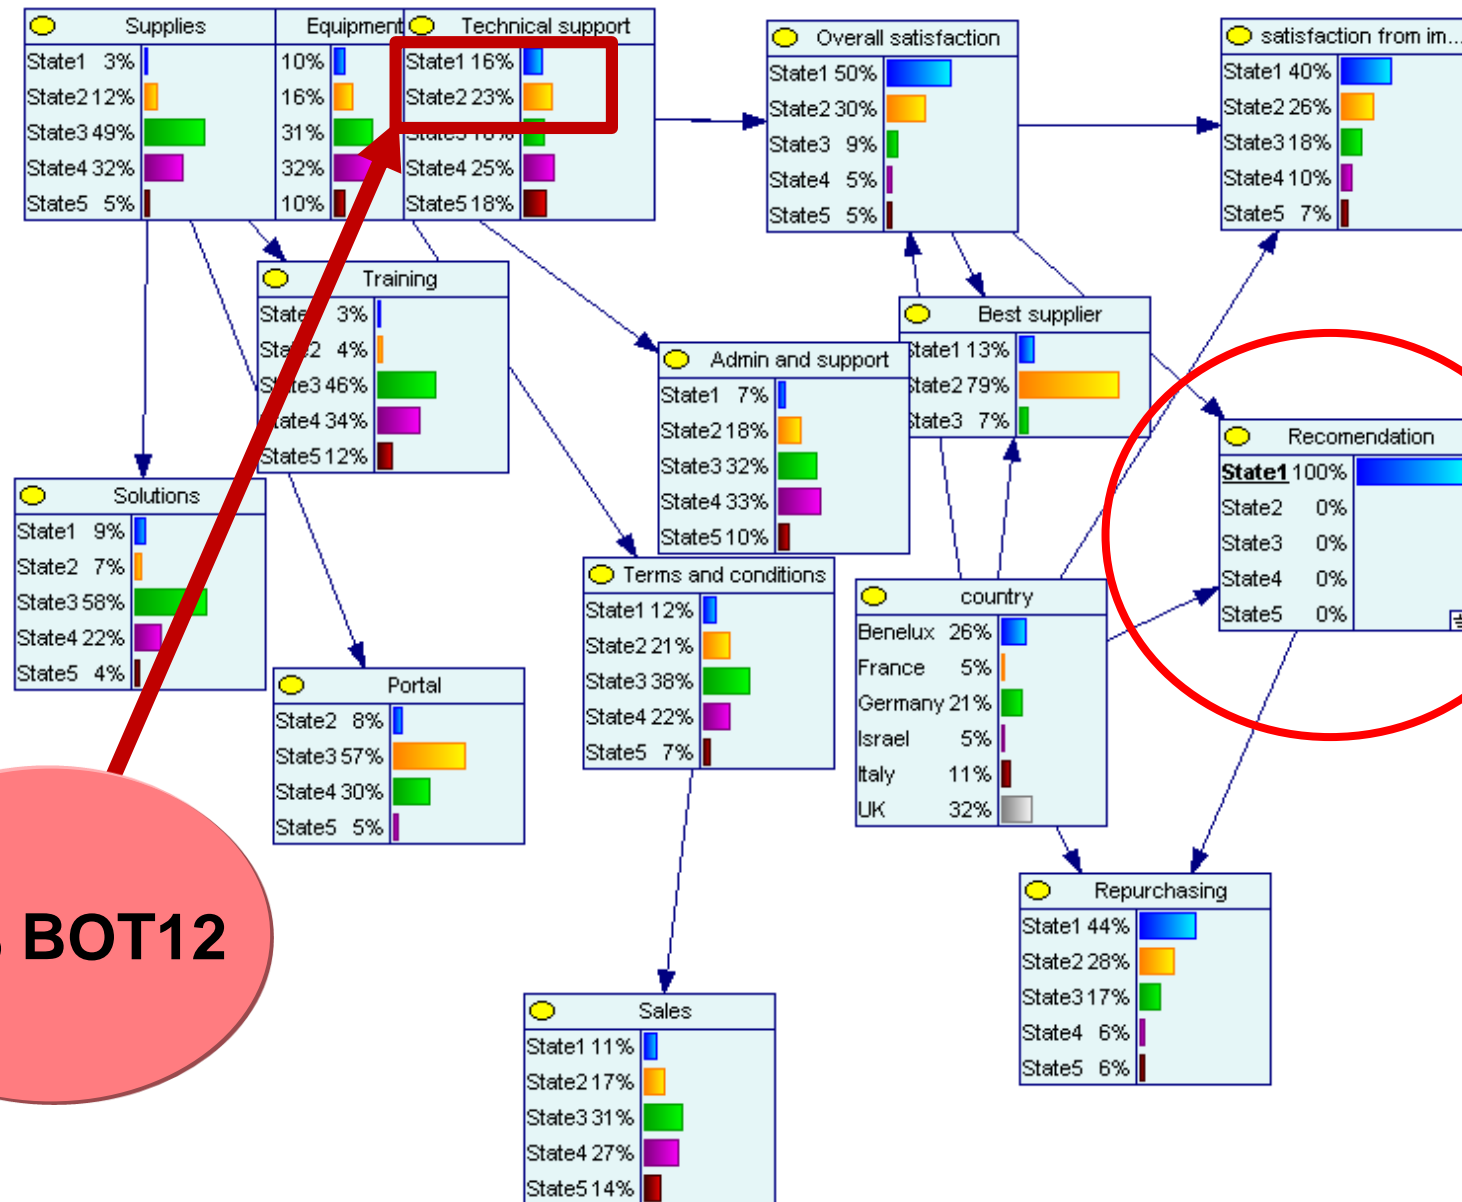 Supplies
State1 3%
State2 12%
State3 49%
State4 32%
State5 5%
Equipment
10%
16%
31%
32%
10%
Technical support
State1 16%
State2 23%
State4 25%
State5 18%
Overall satisfaction
State1 50%
State2 30%
State3 9%
State4 5%
State5 5%
satisfaction from im...
State1 40%
State2 26%
State3 18%
State4 10%
State5 7%
Training
State 3%
State2 4%
State3 46%
State4 34%
State5 12%
Best supplier
State1 13%
State2 79%
State3 7%
Admin and support
State1 7%
State2 18%
State3 32%
State4 33%
State5 10%
Recomendation
State1 100%
State2 0%
State3 0%
State4 0%
State5 0%
Solutions
State1 9%
State2 7%
State3 58%
State4 22%
State5 4%
Terms and conditions
State1 12%
State2 21%
State3 38%
State4 22%
State5 7%
country
Benelux 26%
France 5%
Germany 21%
Israel 5%
Italy 11%
UK 32%
Portal
State2 8%
State3 57%
State4 30%
State5 5%
BOT12
Repurchasing
State1 44%
State2 28%
State3 17%
State4 6%
State5 6%
Sales
State1 11%
State2 17%
State3 31%
State4 27%
State5 14%